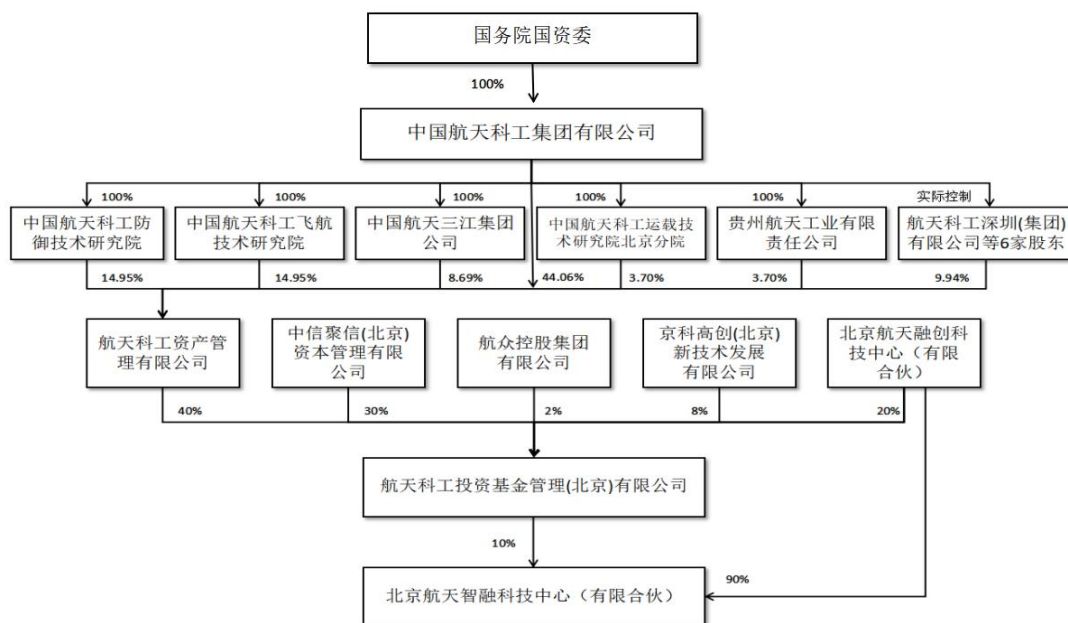 国务院国资委
100%
中国航天科工集团有限公司
100%
100%
100%
100%
100%
实际控制
中国航天科工防
御技术研究院
中国航天科工飞航
技术研究院
中国航天三江集团
公司
中国航天科工运载技
术研究院北京分院
贵州航天工业有限
责任公司
航天科工深圳(集团)
有限公司等6家股东
14.95%
14.95%
8.69%
44.06%
3.70%
3.70%
9.94%
航天科工资产管
理有限公司
中信聚信(北京)
资本管理有限
公司
航众控股集团
有限公司
京科高创(北京)
新技术发展
有限公司
北京航天融创科
技中心（有限
合伙）
40%
30%
2%
8%
20%
航天科工投资基金管理(北京)有限公司
10%
90%
北京航天智融科技中心（有限合伙）